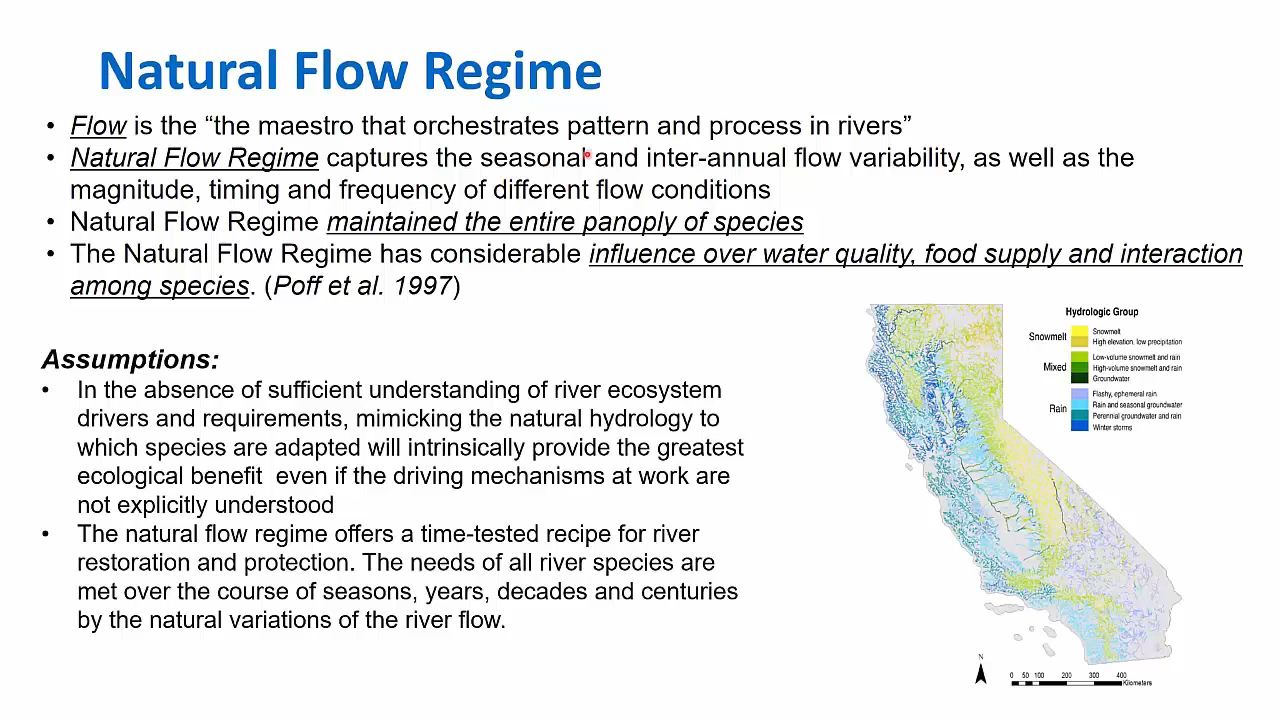 Natural Flow Regime
• Flow is the “the maestro that orchestrates pattern and process in rivers”
• Natural Flow Regime captures the seasonal and inter-annual flow variability, as well as the
magnitude, timing and frequency of different flow conditions
• Natural Flow Regime maintained the entire panoply of species
• The Natural Flow Regime has considerable influence over water quality, food supply and interaction
among species. (Poff et al. 1997)
Assumptions:
• In the absence of sufficient understanding of river ecosystem
drivers and requirements, mimicking the natural hydrology to
which species are adapted will intrinsically provide the greatest
ecological benefit even if the driving mechanisms at work are
not explicitly understood
• The natural flow regime offers a time-tested recipe for river
restoration and protection. The needs of all river species are
met over the course of seasons, years, decades and centuries
by the natural variations of the river flow.
Hydrologic Group
Snowmelt
Snowmelt
High elevation, low precipitation
Mixed
Low-volume snowmelt and rain
High-volume snowmelt and rain
Groundwater
Rain
Flashy, ephemeral rain
Rain and seasonal groundwater
Perennial groundwater and rain
Winter storms
N
0 50 100 200 300 400
Kilometers